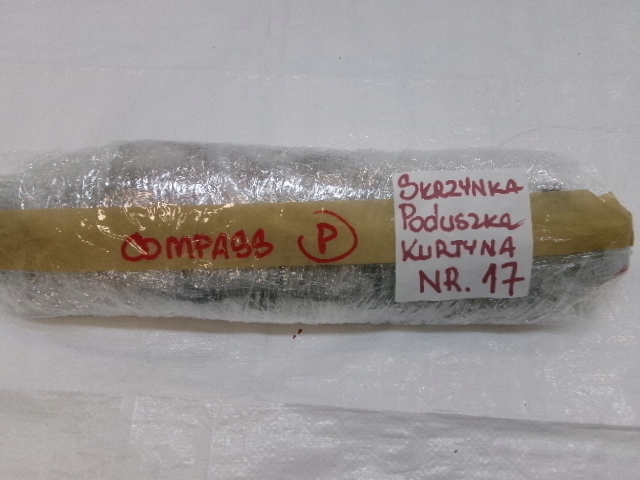 COMPASS P
SKRZYNKA
PODUSZKA
KURTYNA
NR. 17